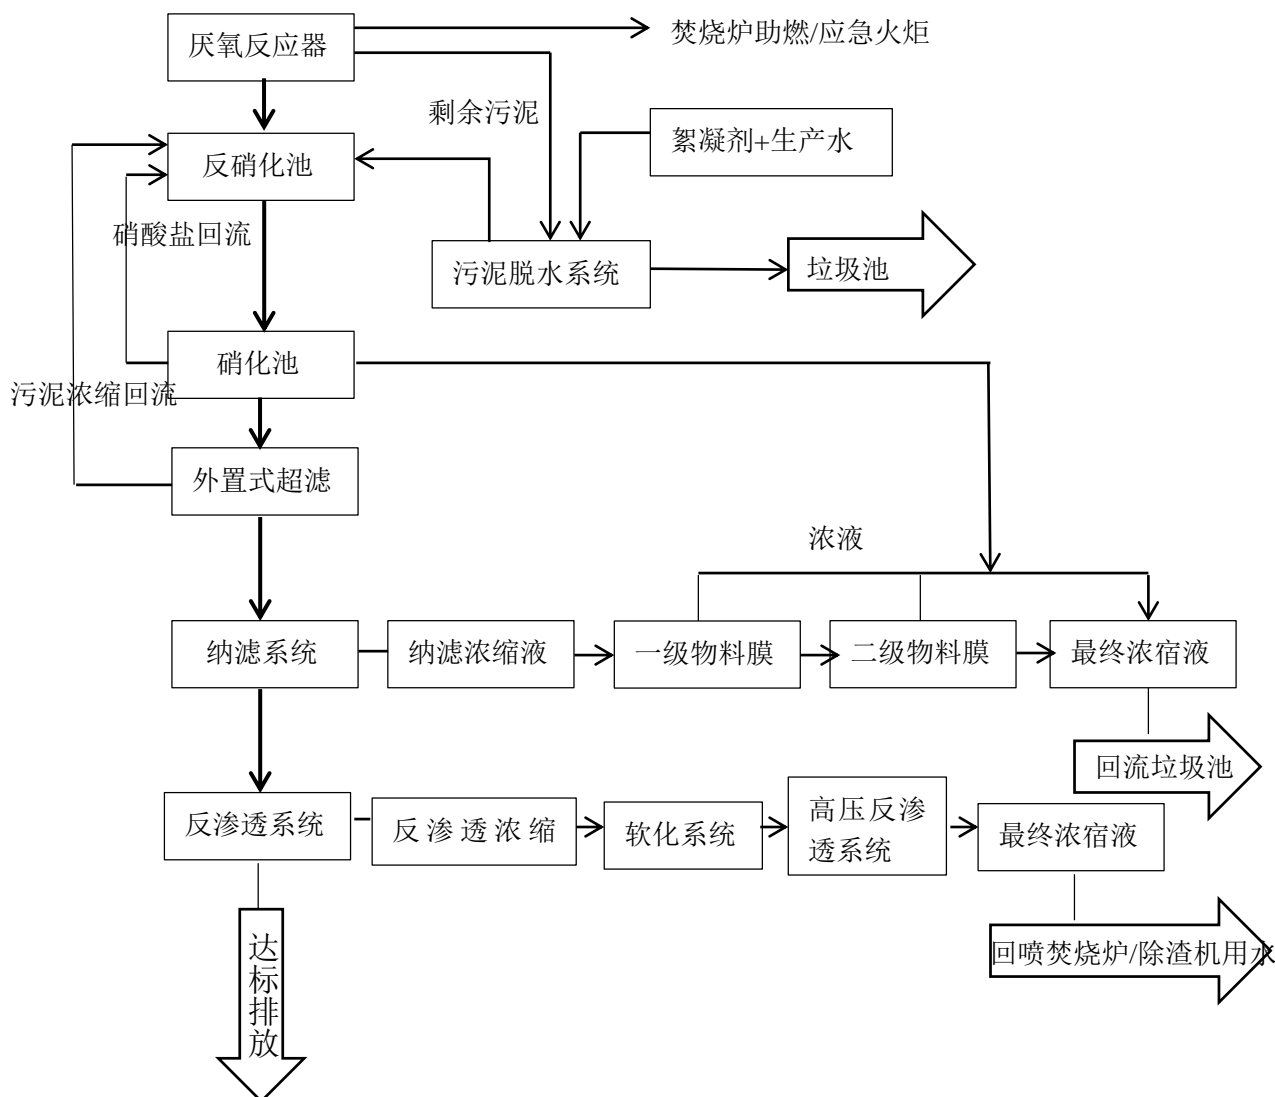 厌氧反应器
焚烧炉助燃/应急火炬
剩余污泥
絮凝剂+生产水
反硝化池
硝酸盐回流
污泥脱水系统
垃圾池
硝化池
污泥浓缩回流
外置式超滤
浓液
纳滤系统
纳滤浓缩液
一级物料膜
二级物料膜
最终浓宿液
回流垃圾池
反渗透系统
反渗透浓缩
软化系统
高压反渗
透系统
最终浓宿液
回喷焚烧炉/除渣机用水
达标排放